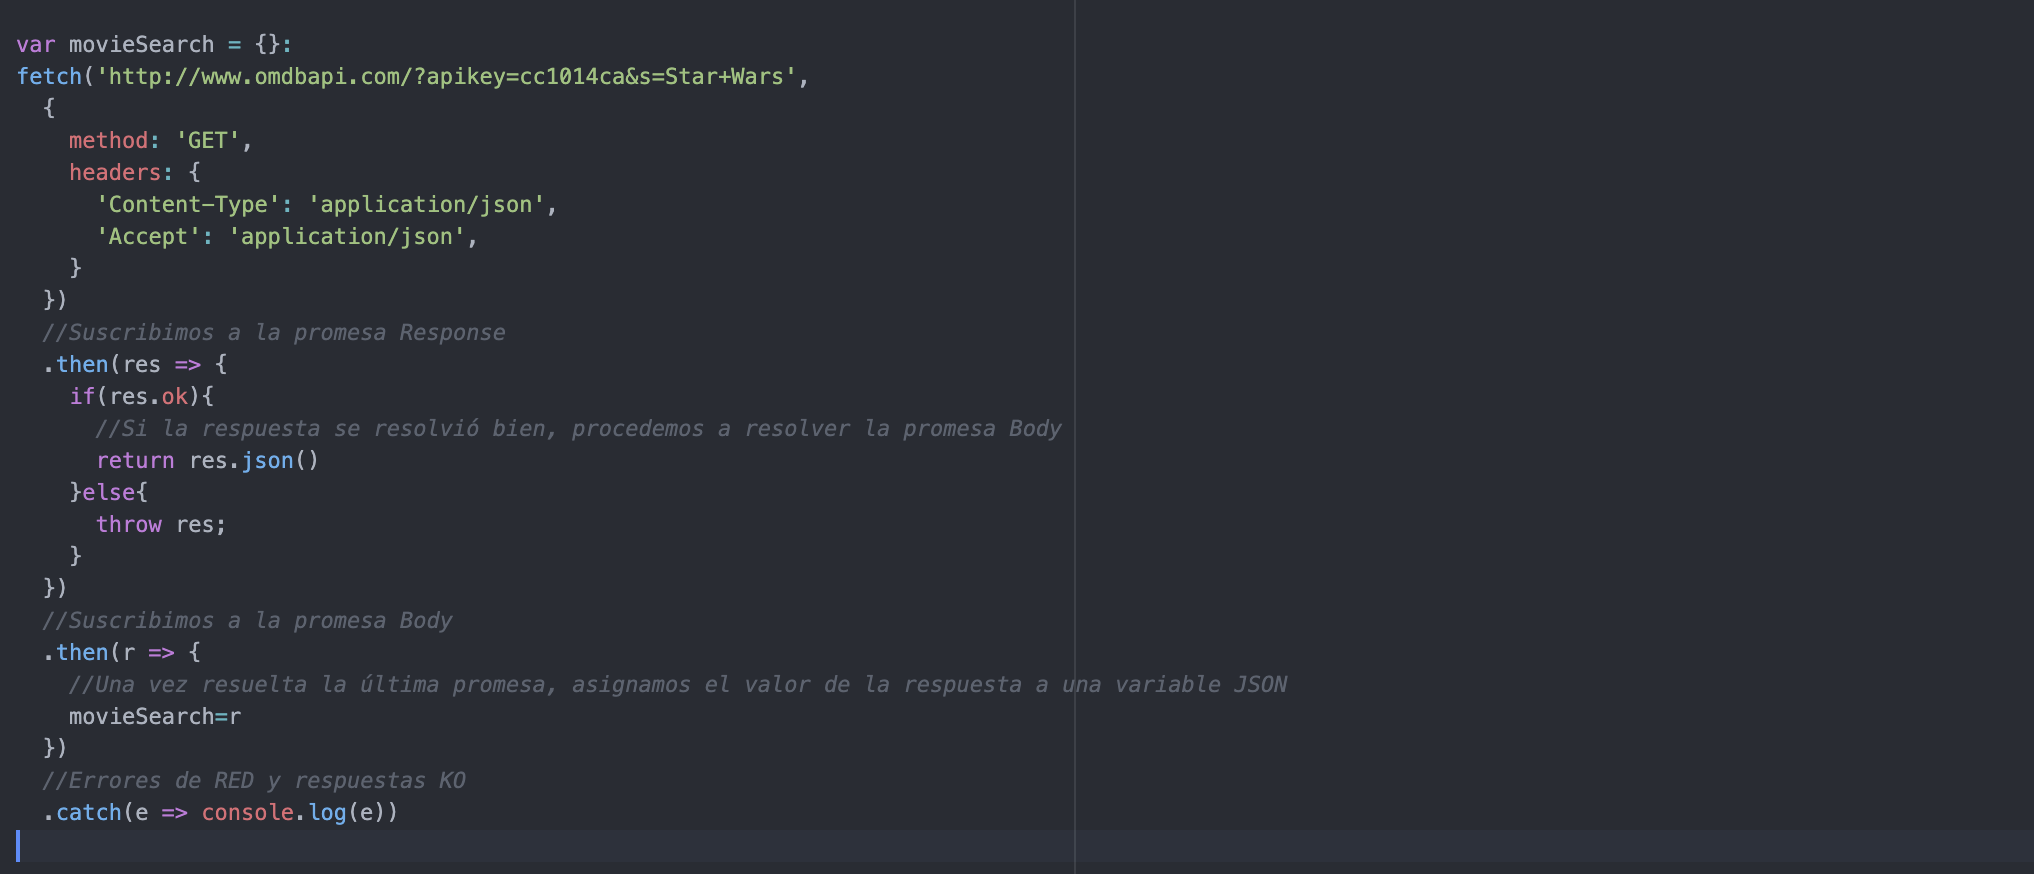 var movieSearch = {}:
fetch('http://www.omdbapi.com/?apikey=cc1014ca&s=Star+Wars',
  {
    method: 'GET',
    headers: {
      'Content-Type': 'application/json',
      'Accept': 'application/json',
    }
  })
  //Suscribimos a la promesa Response
  .then(res => {
    if(res.ok){
      //Si la respuesta se resolvió bien, procedemos a resolver la promesa Body
      return res.json()
    }else{
      throw res;
    }
  })
  //Suscribimos a la promesa Body
  .then(r => {
    //Una vez resuelta la última promesa, asignamos el valor de la respuesta a una variable JSON
    movieSearch=r
  })
  //Errores de RED y respuestas KO
  .catch(e => console.log(e))